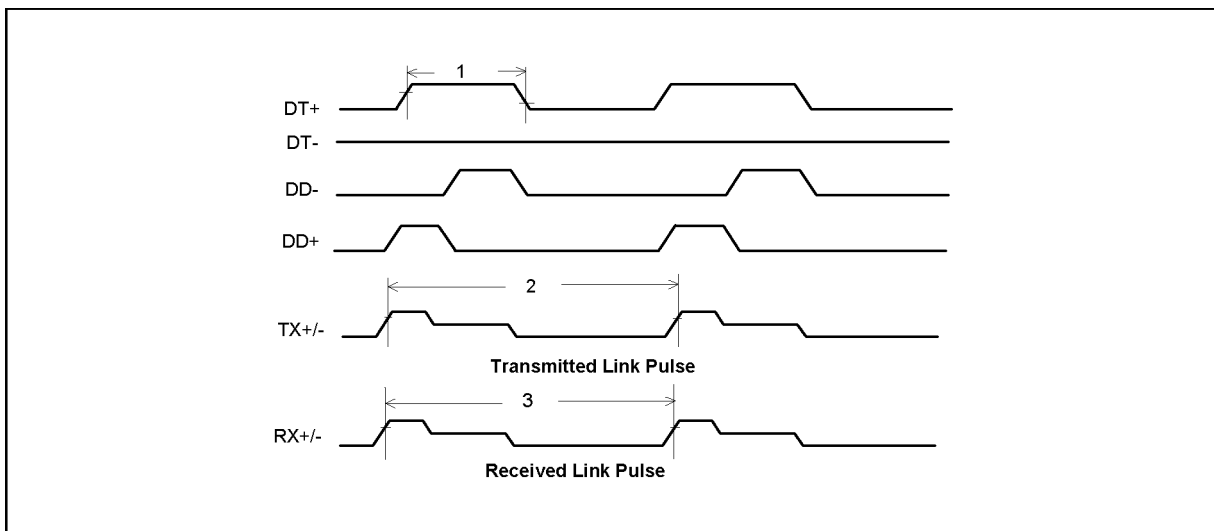 1
DT+
DT-
DD-
DD+
2
TX+/-
Transmitted Link Pulse
3
RX+/-
Received Link Pulse